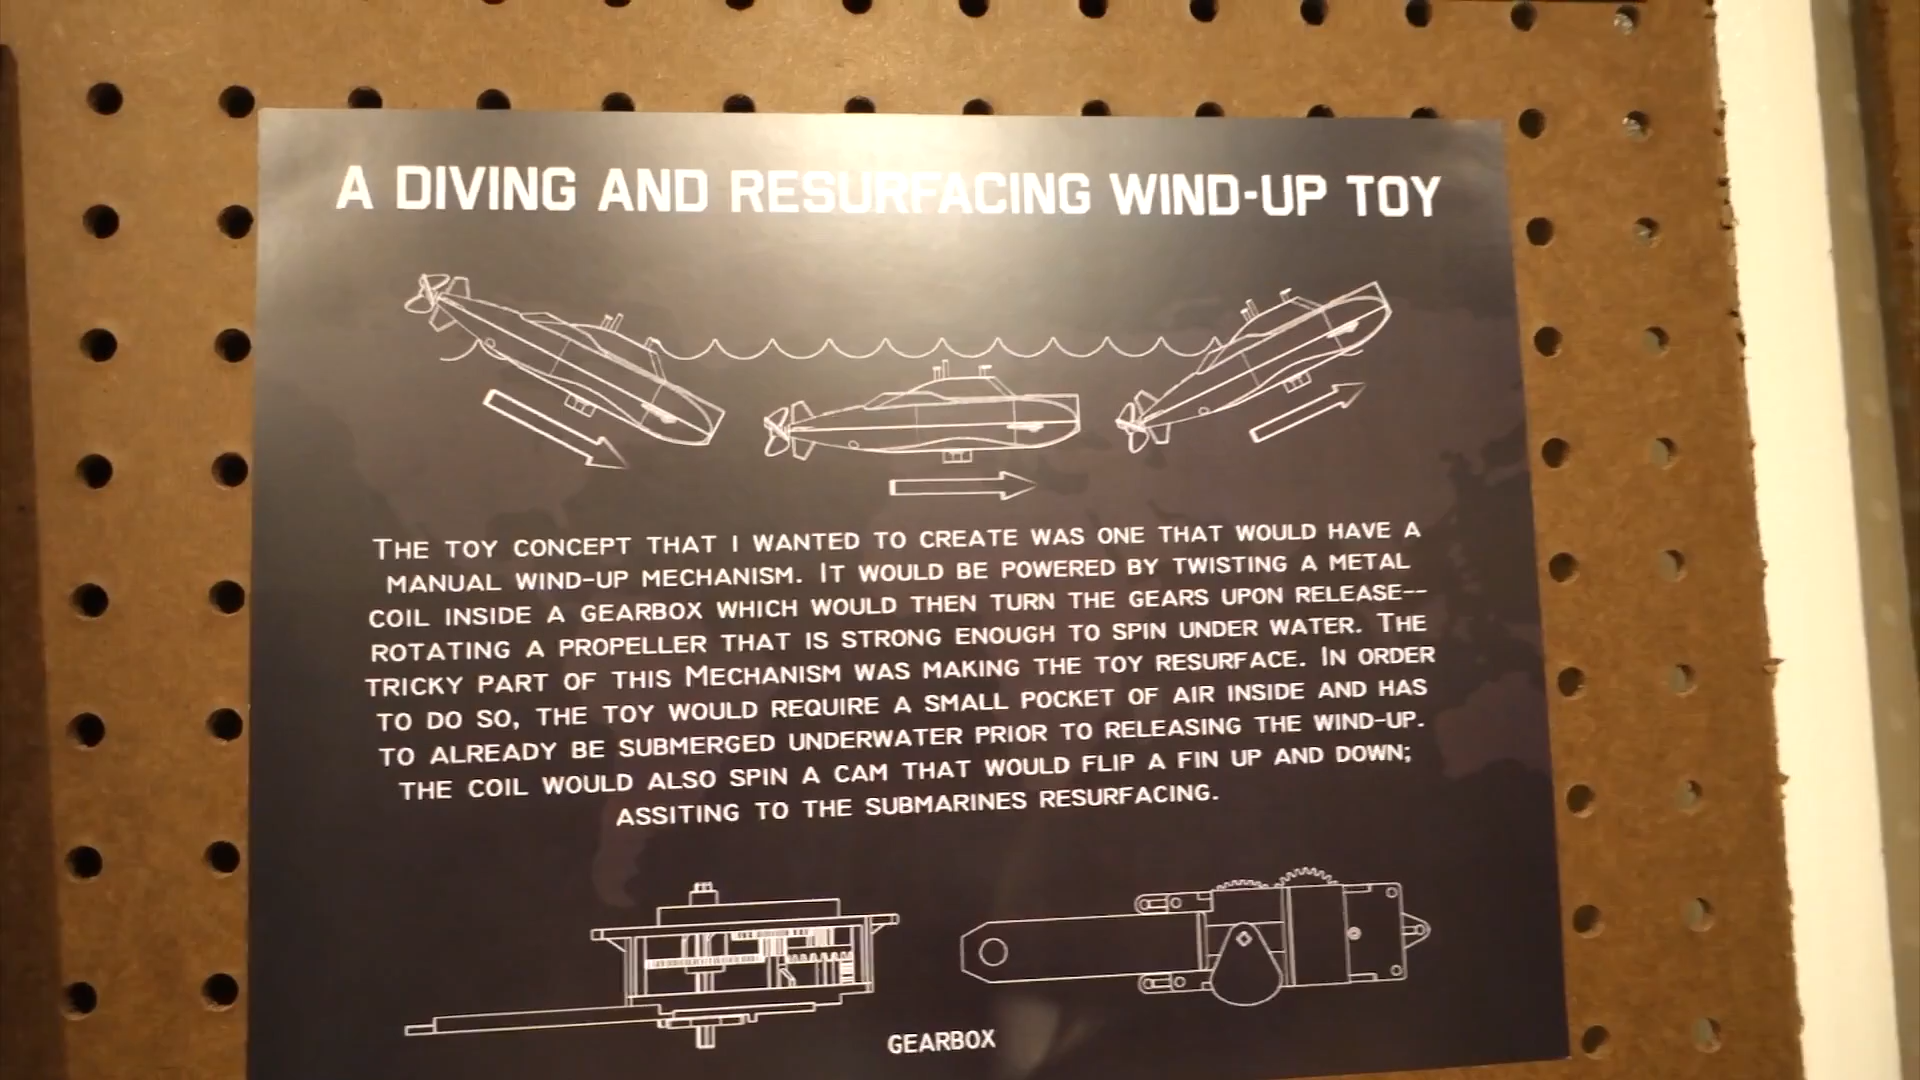 A DIVING AND RESURFACING WIND-UP TOY
THE TOY CONCEPT THAT I WANTED TO CREATE WAS ONE THAT WOULD HAVE A
MANUAL WIND-UP MECHANISM. IT WOULD BE POWERED BY TWISTING A METAL
COIL INSIDE A GEARBOX WHICH WOULD THEN TURN THE GEARS UPON RELEASE--
ROTATING A PROPELLER THAT IS STRONG ENOUGH TO SPIN UNDER WATER. THE
TRICKY PART OF THIS MECHANISM WAS MAKING THE TOY RESURFACE. IN ORDER
TO DO SO, THE TOY WOULD REQUIRE A SMALL POCKET OF AIR INSIDE AND HAS
TO ALREADY BE SUBMERGED UNDERWATER PRIOR TO RELEASING THE WIND-UP.
THE COIL WOULD ALSO SPIN A CAM THAT WOULD FLIP A FIN UP AND DOWN;
ASSITING TO THE SUBMARINES RESURFACING.
GEARBOX